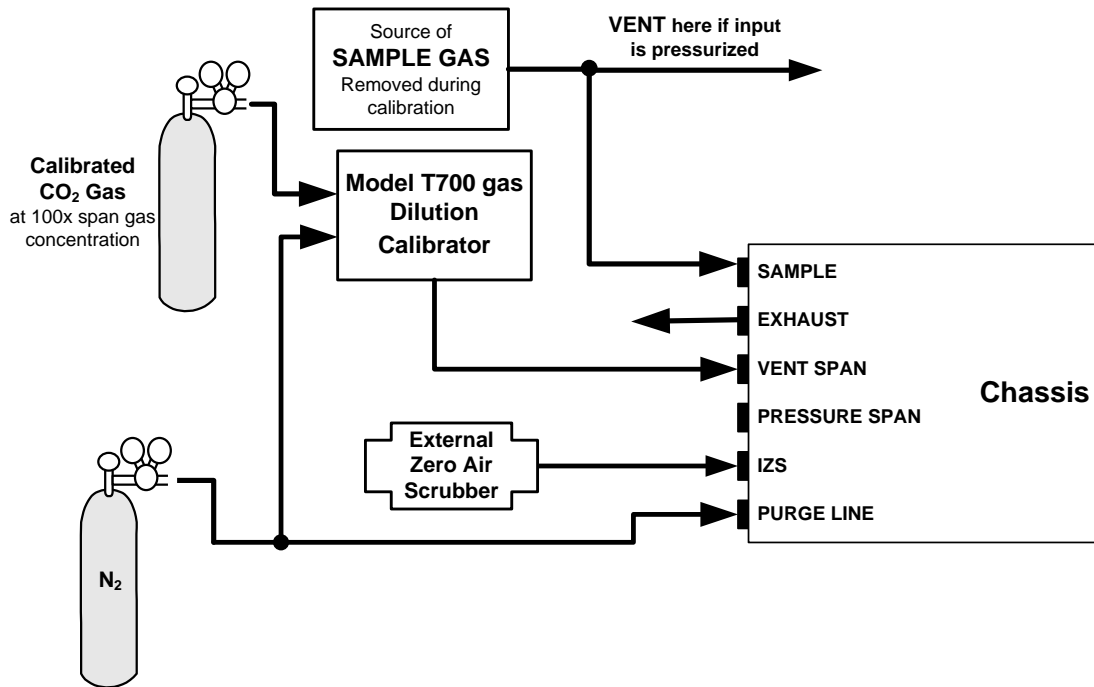 Source of
SAMPLE GAS
Removed during
calibration
VENT here if input
is pressurized
Calibrated
CO₂ Gas
at 100x span gas
concentration
Model T700 gas
Dilution
Calibrator
SAMPLE
EXHAUST
VENT SPAN
PRESSURE SPAN
IZS
PURGE LINE
Chassis
External
Zero Air
Scrubber
N₂